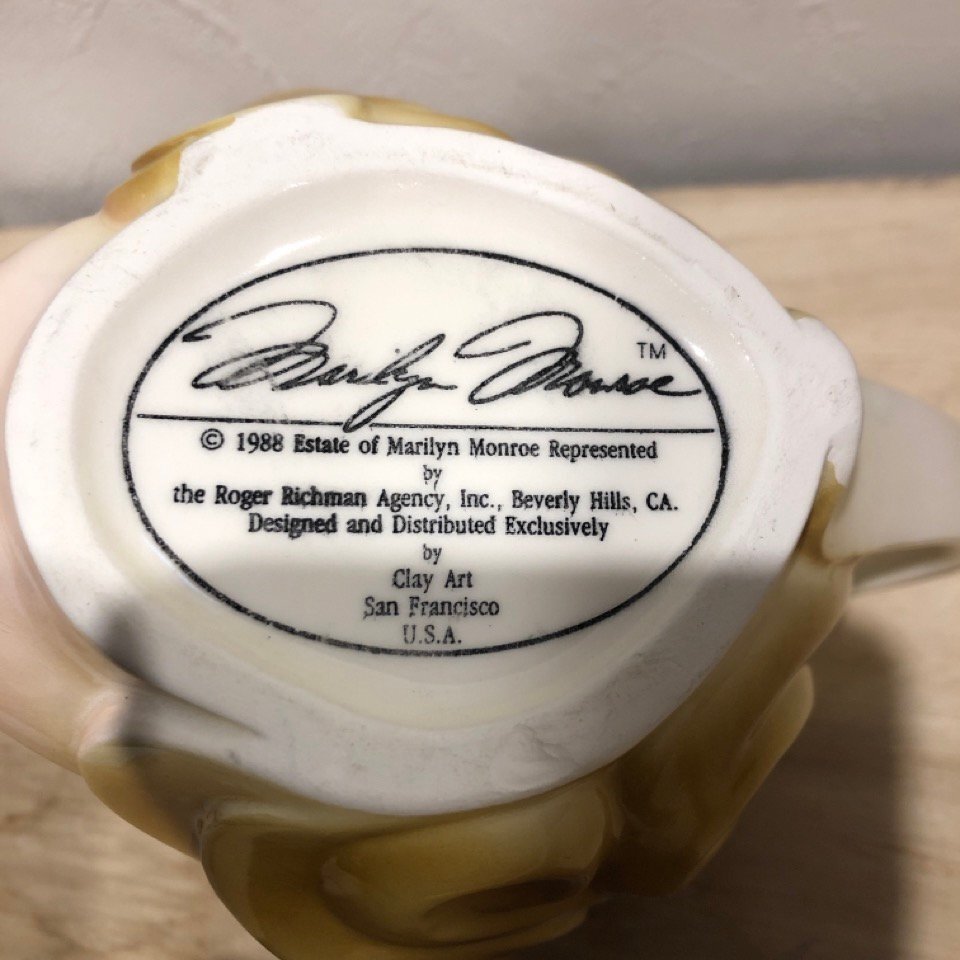 Marilyn Monroe ™
© 1988 Estate of Marilyn Monroe Represented
by
the Roger Richman Agency, Inc., Beverly Hills, CA.
Designed and Distributed Exclusively
by
Clay Art
San Francisco
U.S.A.